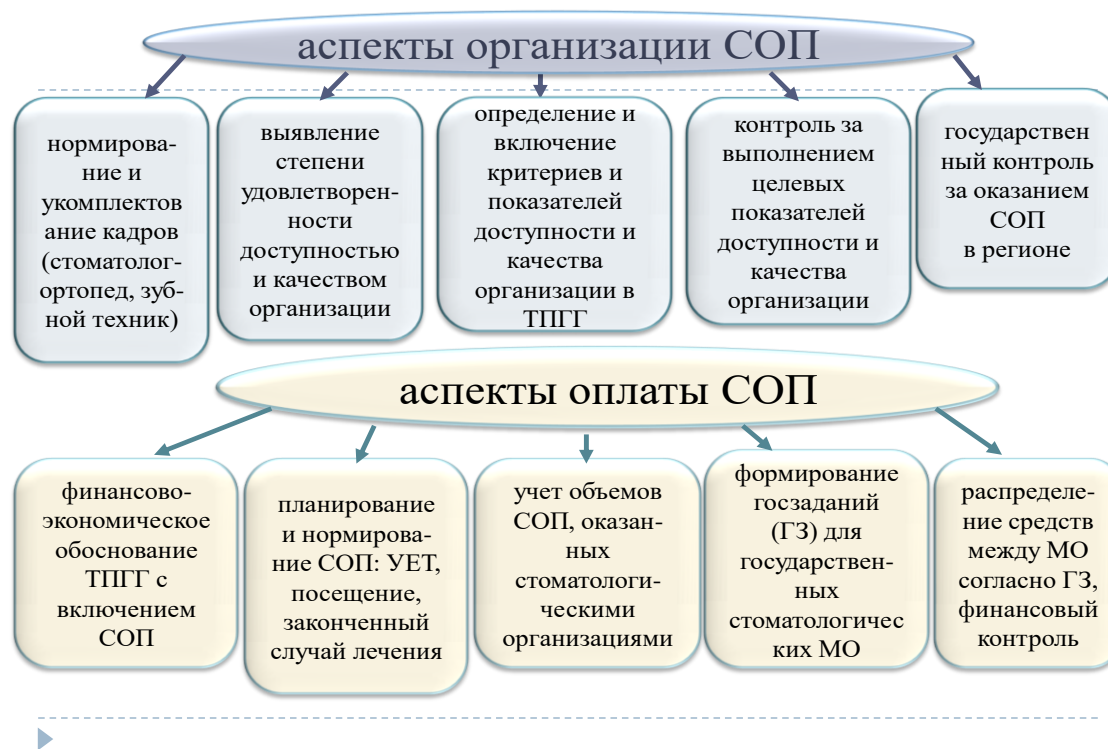 аспекты организации СОП
нормирова-
ние и
укомплектов
ание кадров
(стоматолог-
ортопед, зуб-
ной техник)
выявление
степени
удовлетворен-
ности
доступностью
и качеством
организации
определение и
включение
критериев и
показателей
доступности и
качества
организации в
ТПГГ
контроль за
выполнением
целевых
показателей
доступности и
качества
организации
государствен
ный контроль
за оказанием
СОП
в регионе
аспекты оплаты СОП
финансово-
экономическое
обоснование
ТПГГ с
включением
СОП
планирование
и нормирова-
ние СОП: УЕТ,
посещение,
законченный
случай лечения
учет объемов
СОП, оказан-
ных
стоматологи-
ческими
организациями
формирование
госзаданий
(ГЗ) для
государствен-
ных
стоматологичес
ких МО
распределе-
ние средств
между МО
согласно ГЗ,
финансовый
контроль